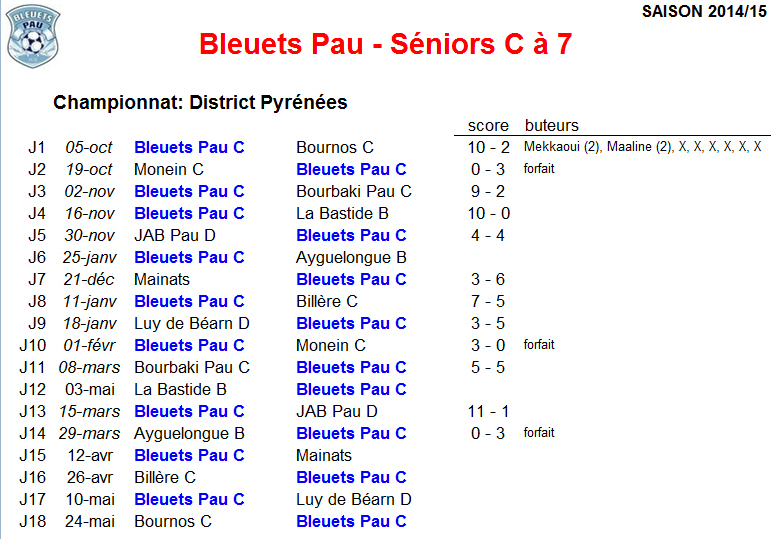 BLEUETS
PAU
SAISON 2014/15
Bleuets Pau - Séniors C à 7
Championnat: District Pyrénées
score buteurs
J1 05-oct Bleuets Pau C Bournos C 10 - 2 Mekkaoui (2), Maaline (2), X, X, X, X, X, X
J2 19-oct Monein C Bleuets Pau C 0 - 3 forfait
J3 02-nov Bleuets Pau C Bourbaki Pau C 9 - 2
J4 16-nov Bleuets Pau C La Bastide B 10 - 0
J5 30-nov JAB Pau D Bleuets Pau C 4 - 4
J6 25-janv Bleuets Pau C Ayguelongue B
J7 21-déc Mainats Bleuets Pau C 3 - 6
J8 11-janv Bleuets Pau C Billère C 7 - 5
J9 18-janv Luy de Béarn D Bleuets Pau C 3 - 5
J10 01-févr Bleuets Pau C Monein C 3 - 0 forfait
J11 08-mars Bourbaki Pau C Bleuets Pau C 5 - 5
J12 03-mai La Bastide B Bleuets Pau C
J13 15-mars Bleuets Pau C JAB Pau D 11 - 1
J14 29-mars Ayguelongue B Bleuets Pau C 0 - 3 forfait
J15 12-avr Bleuets Pau C Mainats
J16 26-avr Billère C Bleuets Pau C
J17 10-mai Bleuets Pau C Luy de Béarn D
J18 24-mai Bournos C Bleuets Pau C